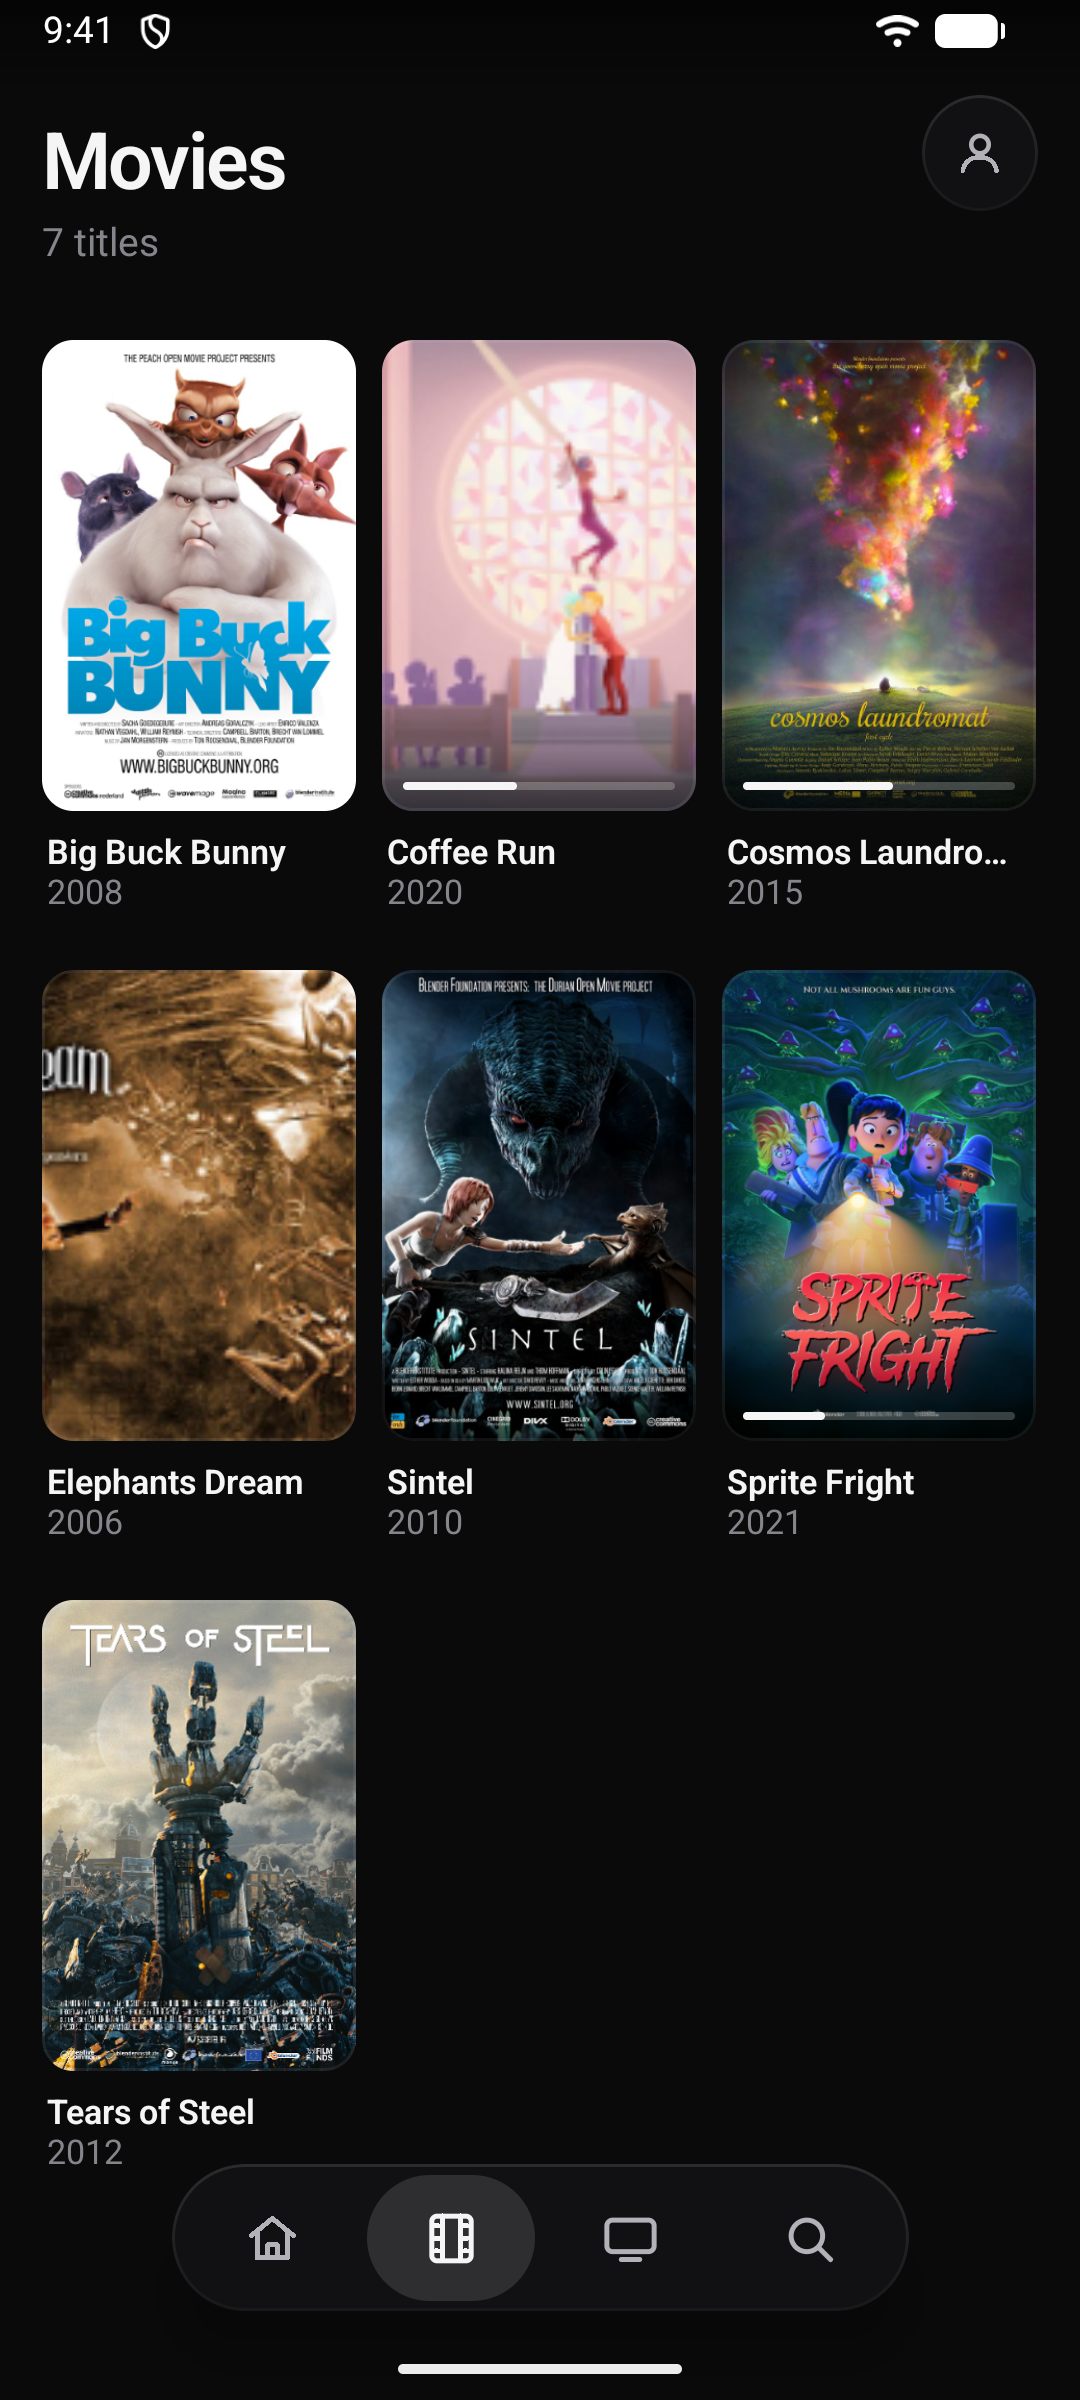 9:41
Movies
7 titles
THE PEACH OPEN MOVIE PROJECT PRESENTS
Big Buck
BUNNY
WWW.BIGBUCKBUNNY.ORG
cosmos laundromat
first cycle
Big Buck Bunny
Coffee Run
Cosmos Laundro...
2008
2020
2015
eam
BLENDER FOUNDATION PRESENTS: THE DURIAN OPEN MOVIE PROJECT
NOT ALL MUSHROOMS ARE FUN GUYS.
SINTEL
WWW.SINTEL.ORG
SPRITE
FRIGHT
Elephants Dream
Sintel
Sprite Fright
2006
2010
2021
TEARS OF STEEL
Tears of Steel
2012